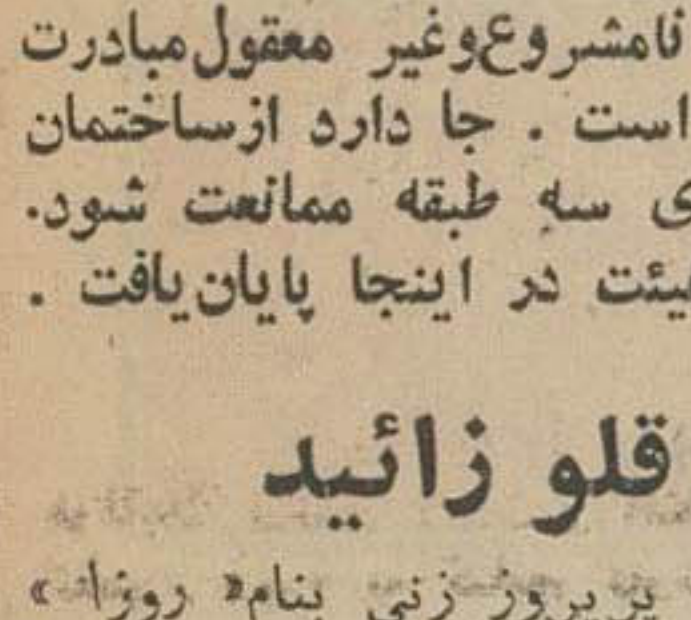 نامشروع‌وغیر معقول‌مبادرت
است . جا دارد ازساختمان
ی سه طبقه ممانعت شود.
یئت در اینجا پایان‌یافت .
قلو زائید
پریروز زنی بنام« روزا »